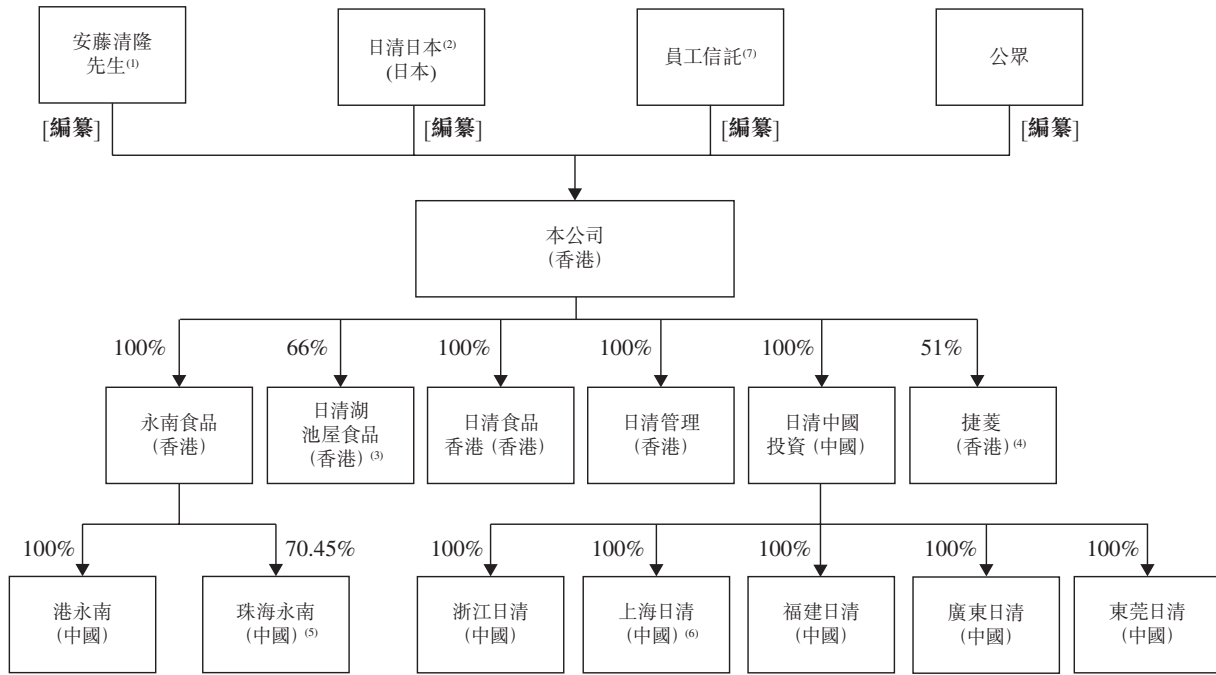 安藤清隆
先生(1)
日清日本(2)
(日本)
員工信託(7)
公眾
[編纂]
[編纂]
[編纂]
[編纂]
本公司
(香港)
100%
66%
100%
100%
100%
51%
永南食品
(香港)
日清湖
池屋食品
(香港) (3)
日清食品
香港 (香港)
日清管理
(香港)
日清中國
投資 (中國)
捷菱
(香港) (4)
100%
70.45%
100%
100%
100%
100%
100%
港永南
(中國)
珠海永南
(中國) (5)
浙江日清
(中國)
上海日清
(中國) (6)
福建日清
(中國)
廣東日清
(中國)
東莞日清
(中國)